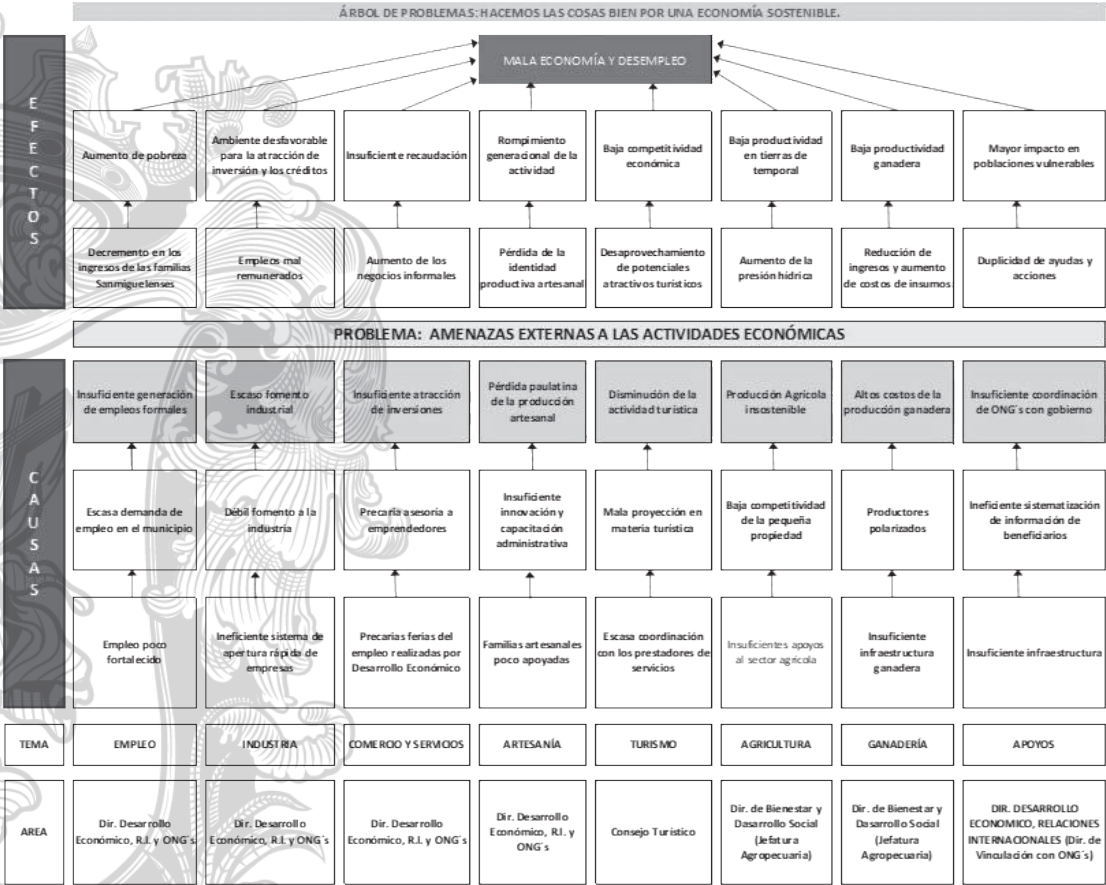 ÁRBOL DE PROBLEMAS: HACEMOS LAS COSAS BIEN POR UNA ECONOMÍA SOSTENIBLE.
EFECTOS
MALA ECONOMÍA Y DESEMPLEO
Aumento de pobreza
Ambiente desfavorable
para la atracción de
inversión y los créditos
Insuficiente recaudación
Rompimiento
generacional de la
actividad
Baja competitividad
económica
Baja productividad
en tierras de
temporal
Baja productividad
ganadera
Mayor impacto en
poblaciones vulnerables
Decremento en los
ingresos de las familias
Sanmiguelenses
Empleos mal
remunerados
Aumento de los
negocios informales
Pérdida de la
identidad
productiva artesanal
Desaprovechamiento
de potenciales
atractivos turísticos
Aumento de la
presión hídrica
Reducción de
ingresos y aumento
de costos de insumos.
Duplicidad de ayudas y
acciones
PROBLEMA: AMENAZAS EXTERNAS A LAS ACTIVIDADES ECONÓMICAS
CAUSAS
Insuficiente generación
de empleos formales
Escaso fomento
industrial
Insuficiente atracción
de inversiones
Pérdida paulatina
de la producción
artesanal
Disminución de la
actividad turística
Producción Agrícola
insostenible
Altos costos de la
producción ganadera
Insuficiente coordinación
de ONG´s con gobierno
Escasa demanda de
empleo en el municipio
Débil fomento a la
industria
Precaria asesoría a
emprendedores
Insuficiente
innovación y
capacitación
administrativa
Mala proyección en
materia turística
Baja competitividad
de la pequeña
propiedad
Productores
polarizados
Ineficiente sistematización
de información de
beneficiarios
Empleo poco
fortalecido
Ineficiente sistema de
apertura rápida de
empresas
Precarias ferias del
empleo realizadas por
Desarrollo Económico
Familias artesanales
poco apoyadas
Escasa coordinación
con los prestadores de
servicios
Insuficientes apoyos
al sector agrícola
Insuficiente
infraestructura
ganadera
Insuficiente infraestructura
TEMA
EMPLEO
INDUSTRIA
COMERCIO Y SERVICIOS
ARTESANÍA
TURISMO
AGRICULTURA
GANADERÍA
APOYOS
AREA
Dir. Desarrollo
Económico, R.I. y ONG´s
Dir. Desarrollo
Económico, R.I. y ONG´s
Dir. Desarrollo
Económico, R.I. y ONG´s
Dir. Desarrollo
Económico, R.I. y
ONG´s
Consejo Turístico
Dir. de Bienestar y
Dasarrollo Social
(Jefatura
Agropecuaria)
Dir. de Bienestar y
Dasarrollo Social
(Jefatura
Agropecuaria)
DIR. DESARROLLO
ECONOMICO, RELACIONES
INTERNACIONALES (Dir. de
Vinculación con ONG´s)